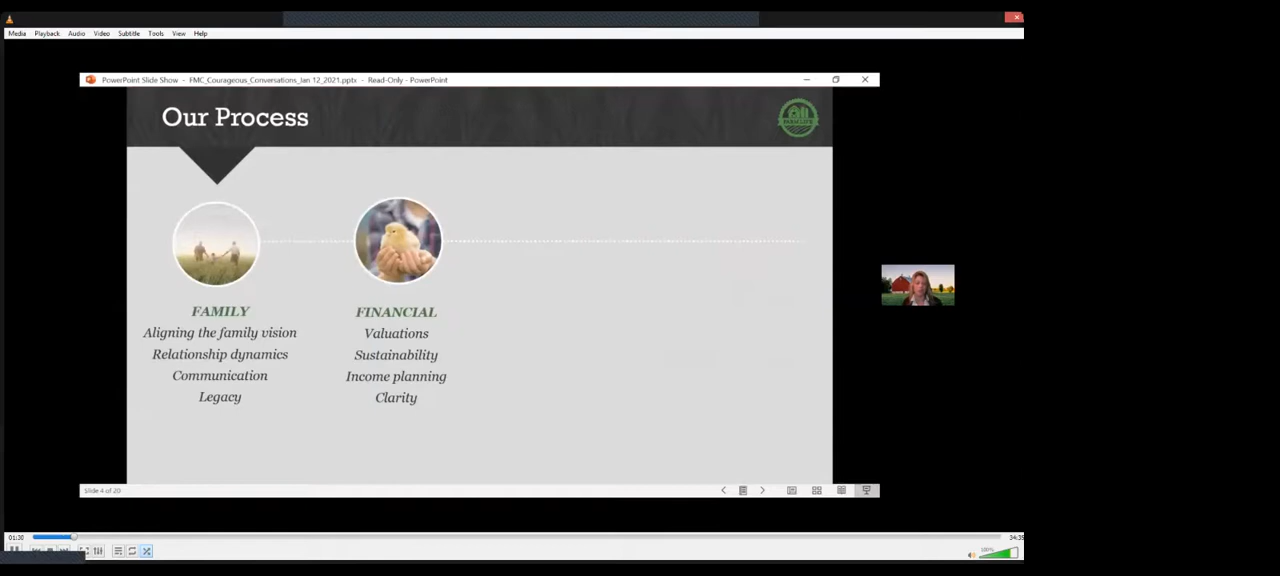 Media Playback Audio Video Subtitle Tools View Help
PowerPoint Slide Show - FMC_Courageous_Conversations_Jan 12_2021.pptx - Read-Only - PowerPoint
Our Process
FAMILY
Aligning the family vision
Relationship dynamics
Communication
Legacy
FINANCIAL
Valuations
Sustainability
Income planning
Clarity
Slide 4 of 20
01:30
34:35
100%